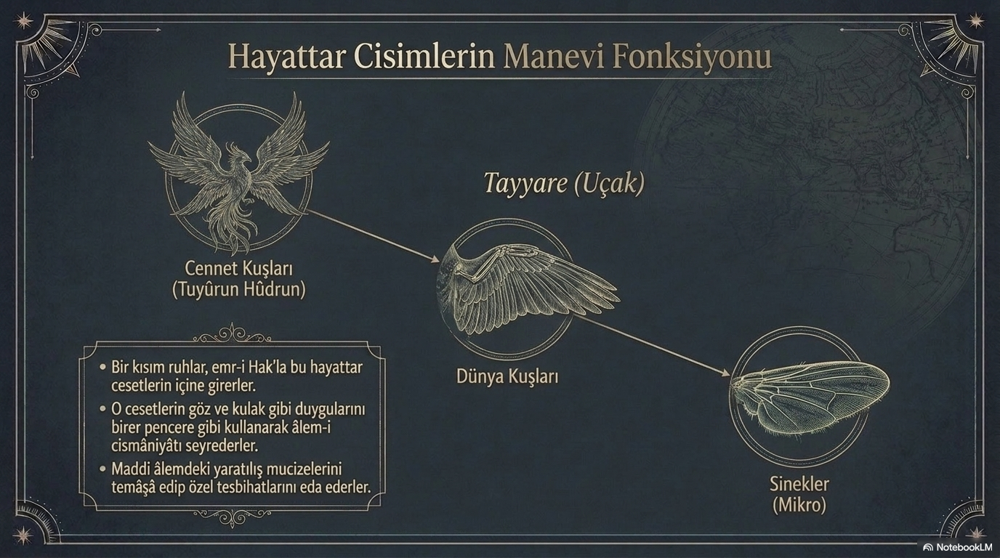 Hayattar Cisimlerin Manevi Fonksiyonu
Tayyare (Uçak)
Cennet Kuşları
(Tuyûrun Hûdrun)
Dünya Kuşları
Sinekler
(Mikro)
• Bir kısım ruhlar, emr-i Hak'la bu hayattar
cesetlerin içine girerler.
• O cesetlerin göz ve kulak gibi duygularını
birer pencere gibi kullanarak âlem-i
cismâniyâtı seyrederler.
• Maddi âlemdeki yaratılış mucizelerini
temâşâ edip özel tesbihatlarını eda ederler.
NotebookLM